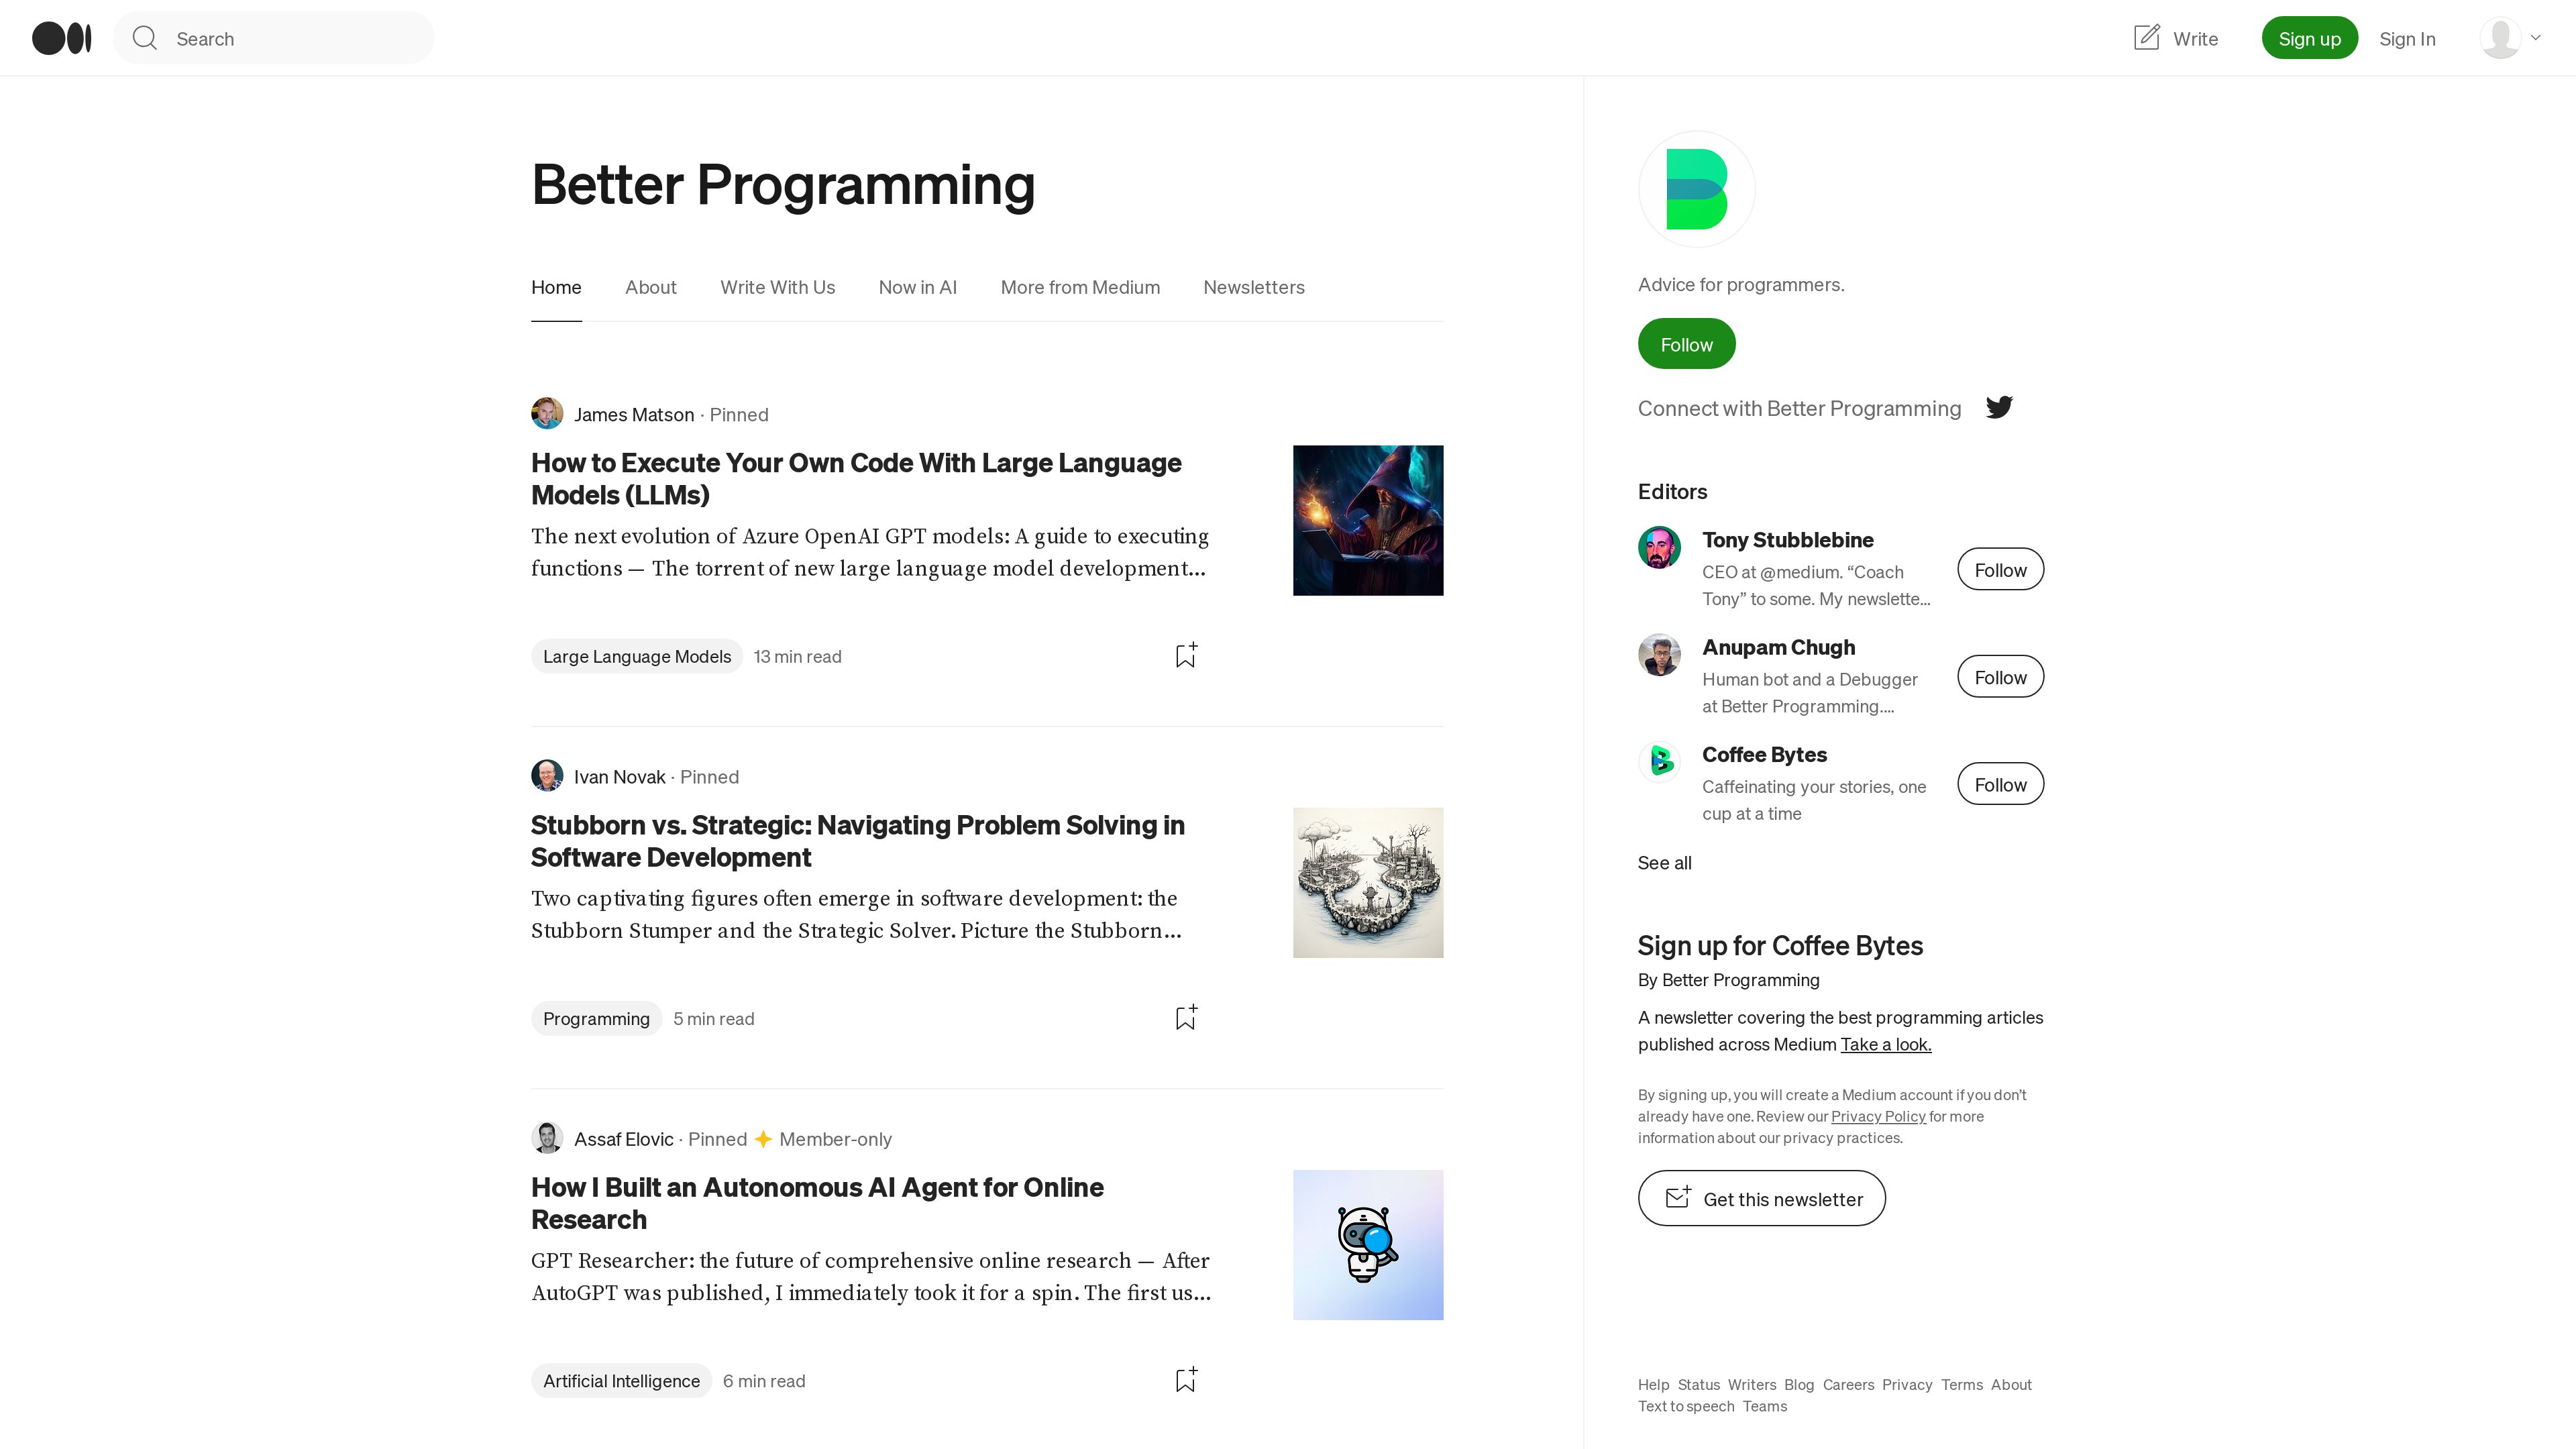 Search
Write
Sign up
Sign In
Better Programming
Home
About
Write With Us
Now in AI
More from Medium
Newsletters
James Matson · Pinned
How to Execute Your Own Code With Large Language
Models (LLMs)
The next evolution of Azure OpenAI GPT models: A guide to executing
functions — The torrent of new large language model development…
Large Language Models
13 min read
Ivan Novak · Pinned
Stubborn vs. Strategic: Navigating Problem Solving in
Software Development
Two captivating figures often emerge in software development: the
Stubborn Stumper and the Strategic Solver. Picture the Stubborn…
Programming
5 min read
Assaf Elovic · Pinned
Member-only
How I Built an Autonomous AI Agent for Online
Research
GPT Researcher: the future of comprehensive online research — After
AutoGPT was published, I immediately took it for a spin. The first us…
Artificial Intelligence
6 min read
Advice for programmers.
Follow
Connect with Better Programming
Editors
Tony Stubblebine
CEO at @medium. “Coach
Tony” to some. My newslette…
Follow
Anupam Chugh
Human bot and a Debugger
at Better Programming.…
Follow
Coffee Bytes
Caffeinating your stories, one
cup at a time
Follow
See all
Sign up for Coffee Bytes
By Better Programming
A newsletter covering the best programming articles
published across Medium Take a look.
By signing up, you will create a Medium account if you don’t
already have one. Review our Privacy Policy for more
information about our privacy practices.
Get this newsletter
Help Status Writers Blog Careers Privacy Terms About
Text to speech Teams